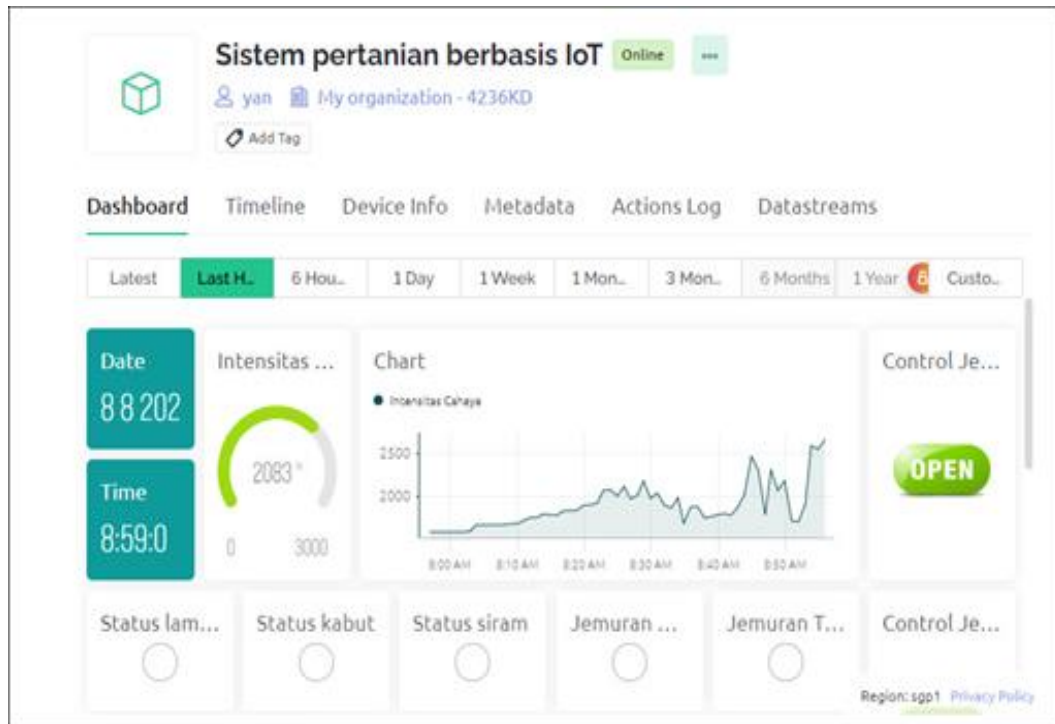 Sistem pertanian berbasis IoT Online ...
yan My organization - 4236KD
Add Tag
Dashboard Timeline Device Info Metadata Actions Log Datastreams
Latest Last H... 6 Hou... 1 Day 1 Week 1 Mon... 3 Mon... 6 Months 1 Year Custo...
Date
8 8 202
Time
8:59:0
Intensitas ...
2083
0 3000
Chart
Intensitas Cahaya
2500
2000
8:00 AM 8:10 AM 8:20 AM 8:30 AM 8:40 AM 8:50 AM
Control Je...
OPEN
Status lam... Status kabut Status siram Jemuran ... Jemuran T... Control Je...
Region: sgp1 Privacy Policy